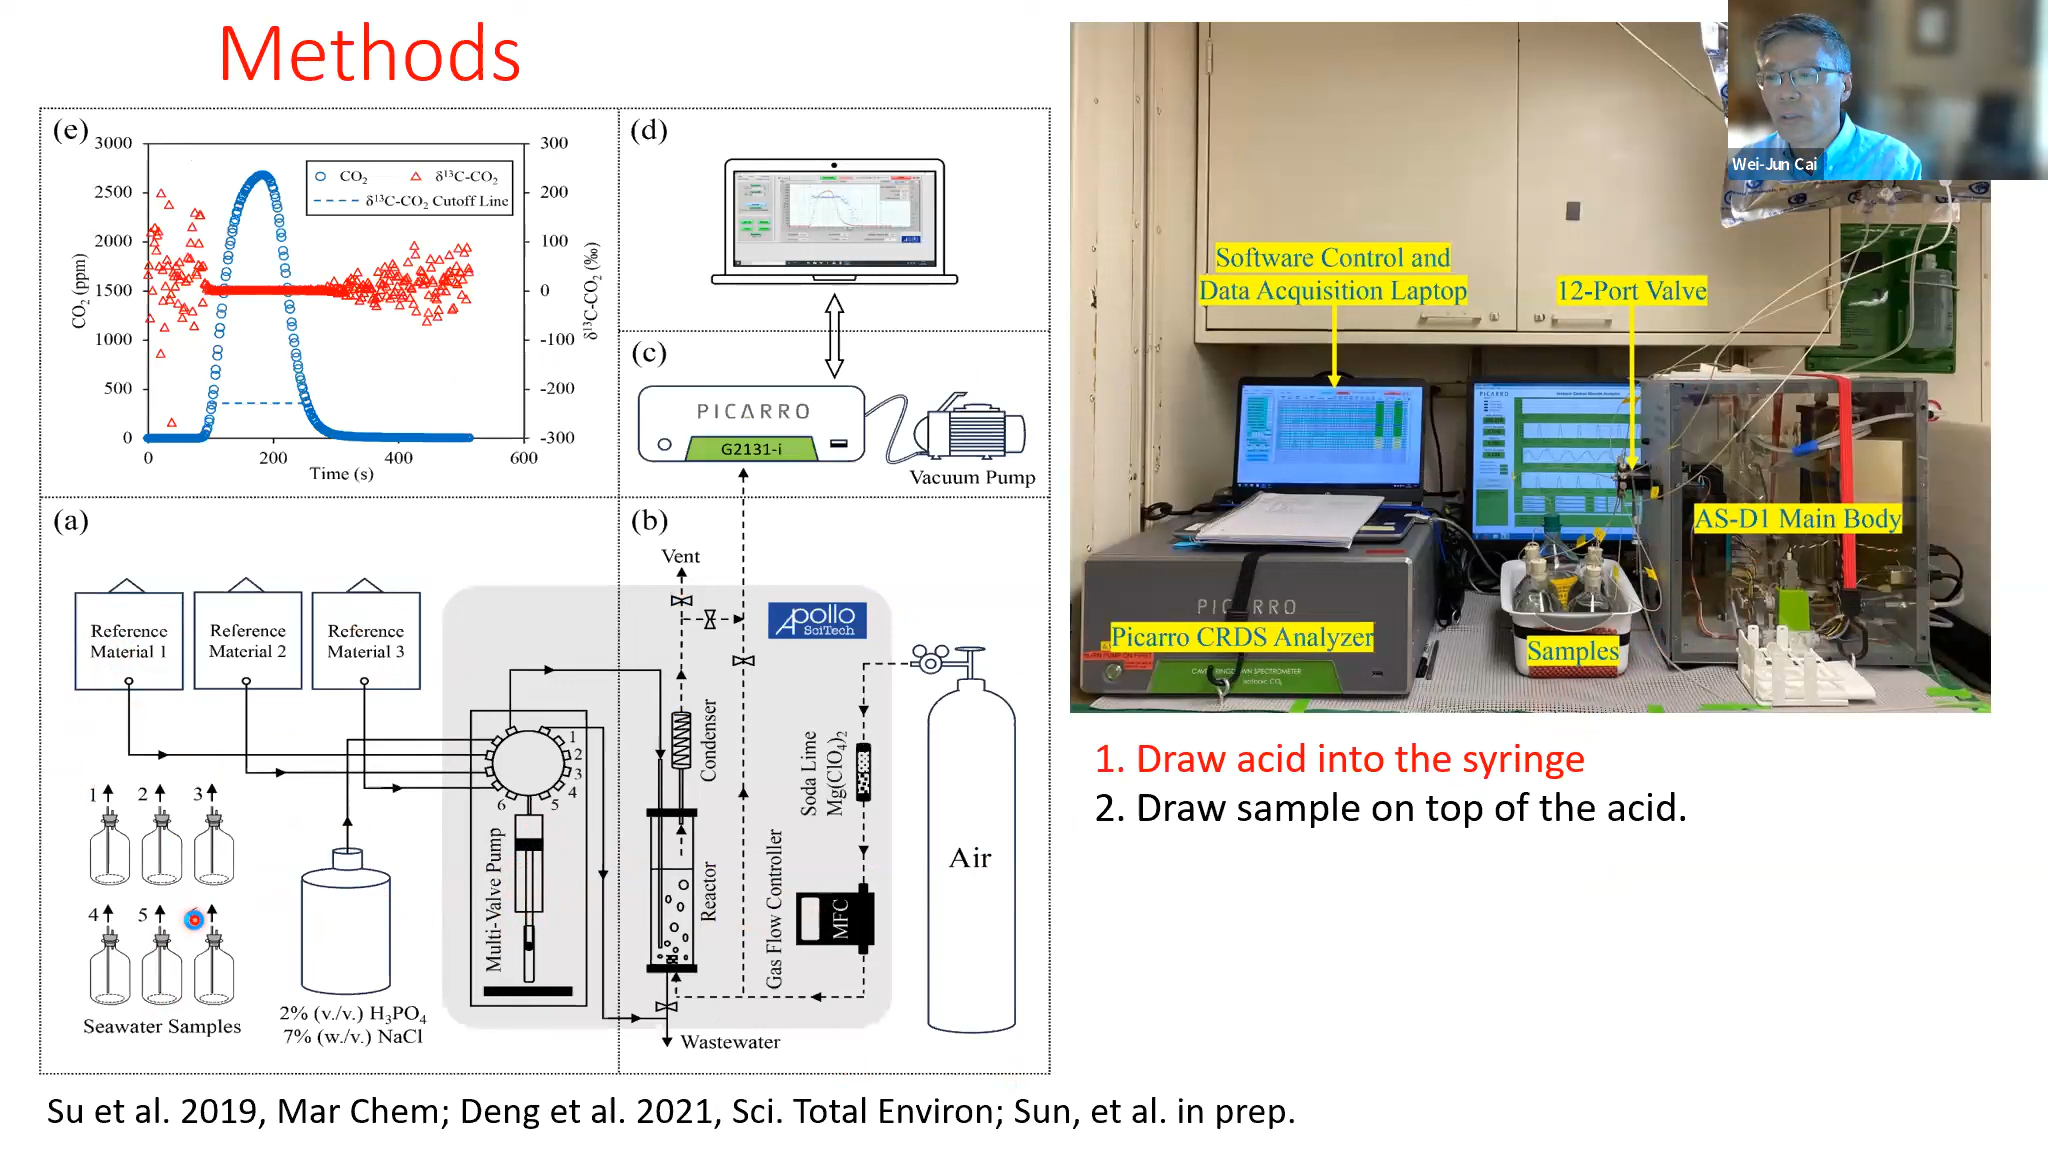 Methods
(e)
3000
2500
2000
1500
1000
500
0
CO₂ (ppm)
0
200
400
600
Time (s)
300
200
100
0
-100
-200
-300
δ¹³C-CO₂ (‰)
CO₂
δ¹³C-CO₂
δ¹³C-CO₂ Cutoff Line
(d)
(c)
PICARRO
G2131-i
Vacuum Pump
(a)
Reference
Material 1
Reference
Material 2
Reference
Material 3
1
2
3
4
5
Seawater Samples
2% (v./v.) H₃PO₄
7% (w./v.) NaCl
1
2
3
4
5
6
Multi-Valve Pump
(b)
Vent
Apollo
SciTech
Condenser
Reactor
Gas Flow Controller
Soda Lime
Mg(ClO₄)₂
MFC
Air
Wastewater
Wei-Jun Cai
Software Control and
Data Acquisition Laptop
12-Port Valve
PICARRO
AS-D1 Main Body
PICARRO
Picarro CRDS Analyzer
Samples
1. Draw acid into the syringe
2. Draw sample on top of the acid.
Su et al. 2019, Mar Chem; Deng et al. 2021, Sci. Total Environ; Sun, et al. in prep.